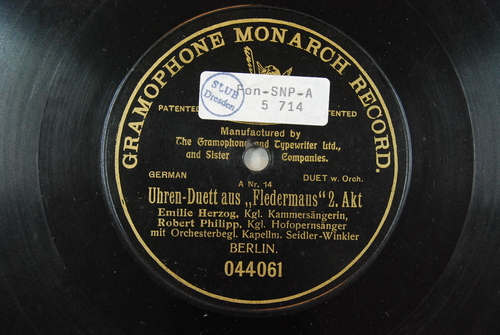 GRAMOPHONE MONARCH RECORD.
SLUB
Dresden
Fon-SNP-A
5 714
PATENTED
PATENTED
Manufactured by
The Gramophone and Typewriter Ltd.,
and Sister Companies.
GERMAN
DUET w. Orch.
A Nr. 14
Uhren-Duett aus „Fledermaus" 2. Akt
Emilie Herzog, Kgl. Kammersängerin,
Robert Philipp, Kgl. Hofopernsänger
mit Orchesterbegl. Kapellm. Seidler-Winkler
BERLIN.
044061